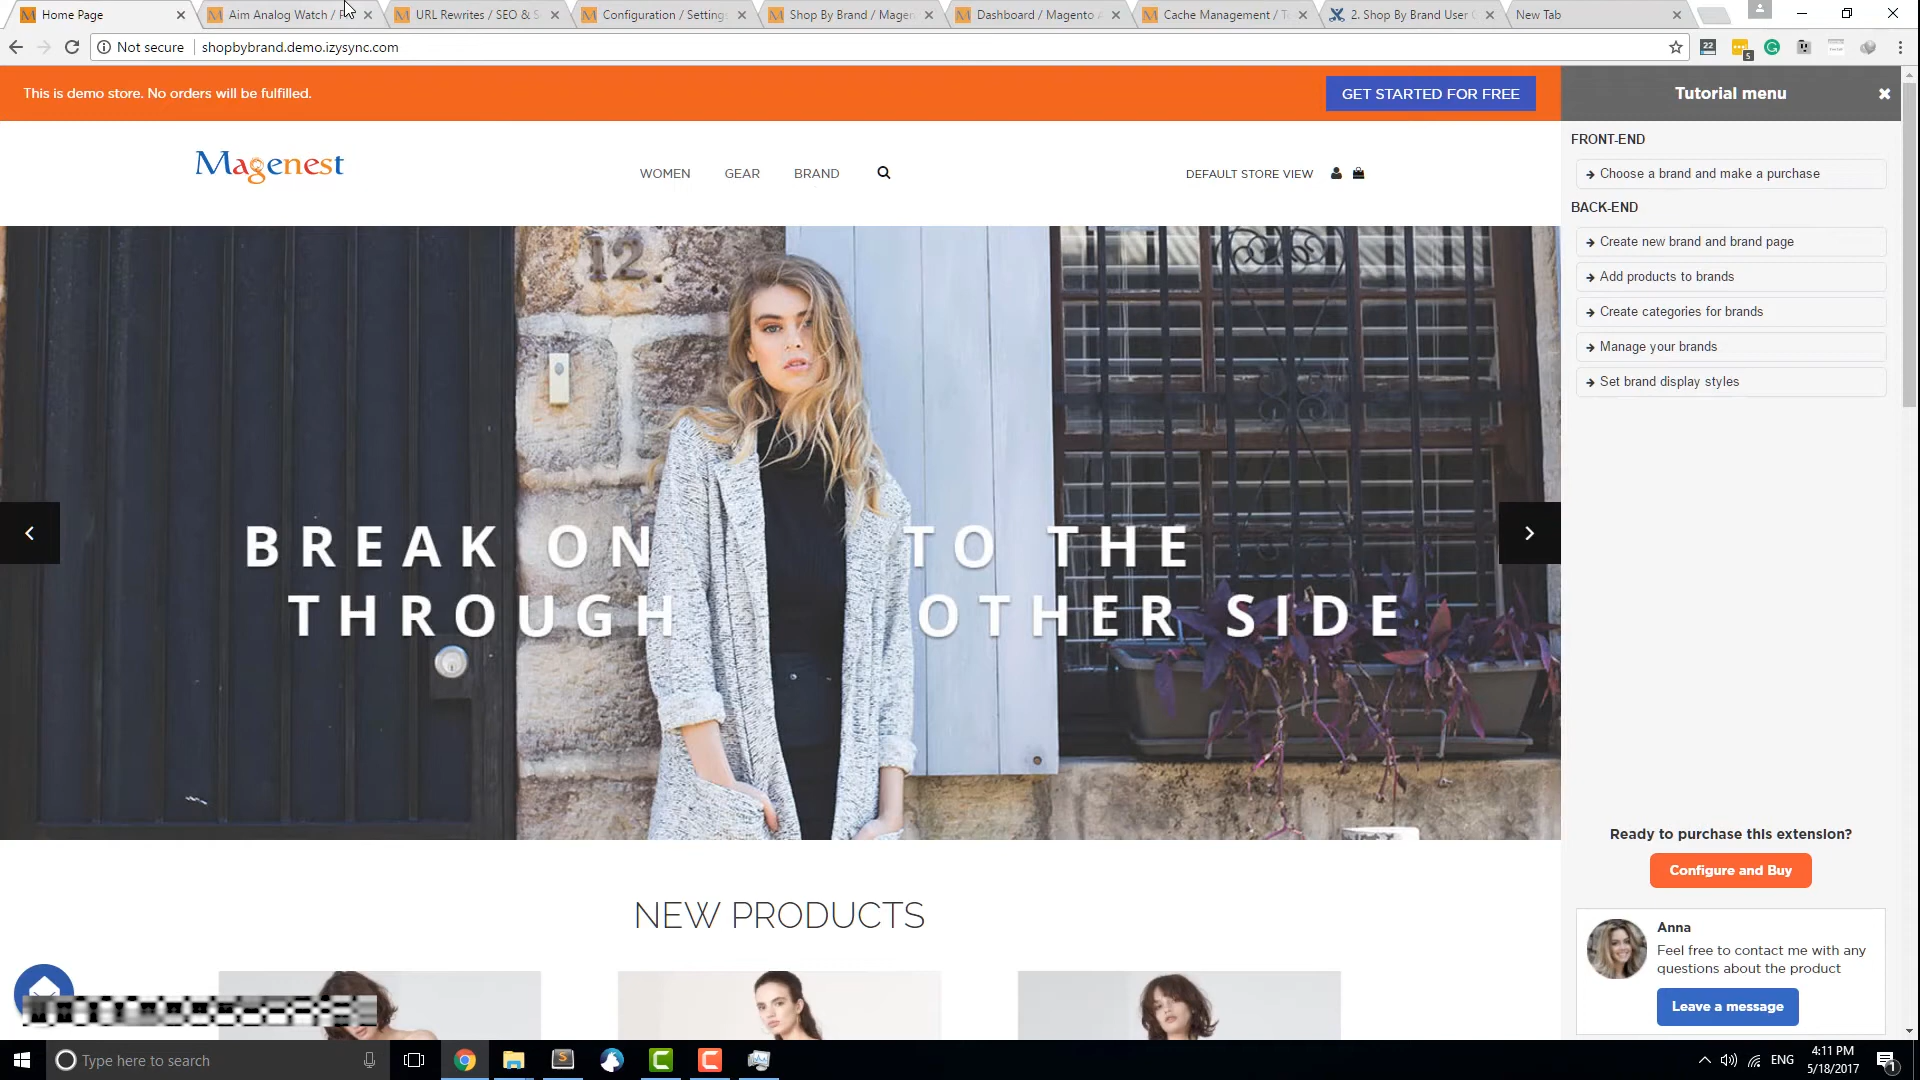 Home Page
Aim Analog Watch /
URL Rewrites / SEO & S
Configuration / Setting
Shop By Brand / Magen
Dashboard / Magento
Cache Management / T
2. Shop By Brand User
New Tab
Not secure
shopbybrand.demo.izysync.com
22
5
This is demo store. No orders will be fulfilled.
GET STARTED FOR FREE
Tutorial menu
Magenest
WOMEN
GEAR
BRAND
DEFAULT STORE VIEW
FRONT-END
Choose a brand and make a purchase
BACK-END
Create new brand and brand page
Add products to brands
Create categories for brands
Manage your brands
Set brand display styles
12
BREAK ON TO THE
THROUGH OTHER SIDE
Ready to purchase this extension?
Configure and Buy
NEW PRODUCTS
Anna
Feel free to contact me with any
questions about the product
Leave a message
Type here to search
ENG
4:11 PM
5/18/2017
1